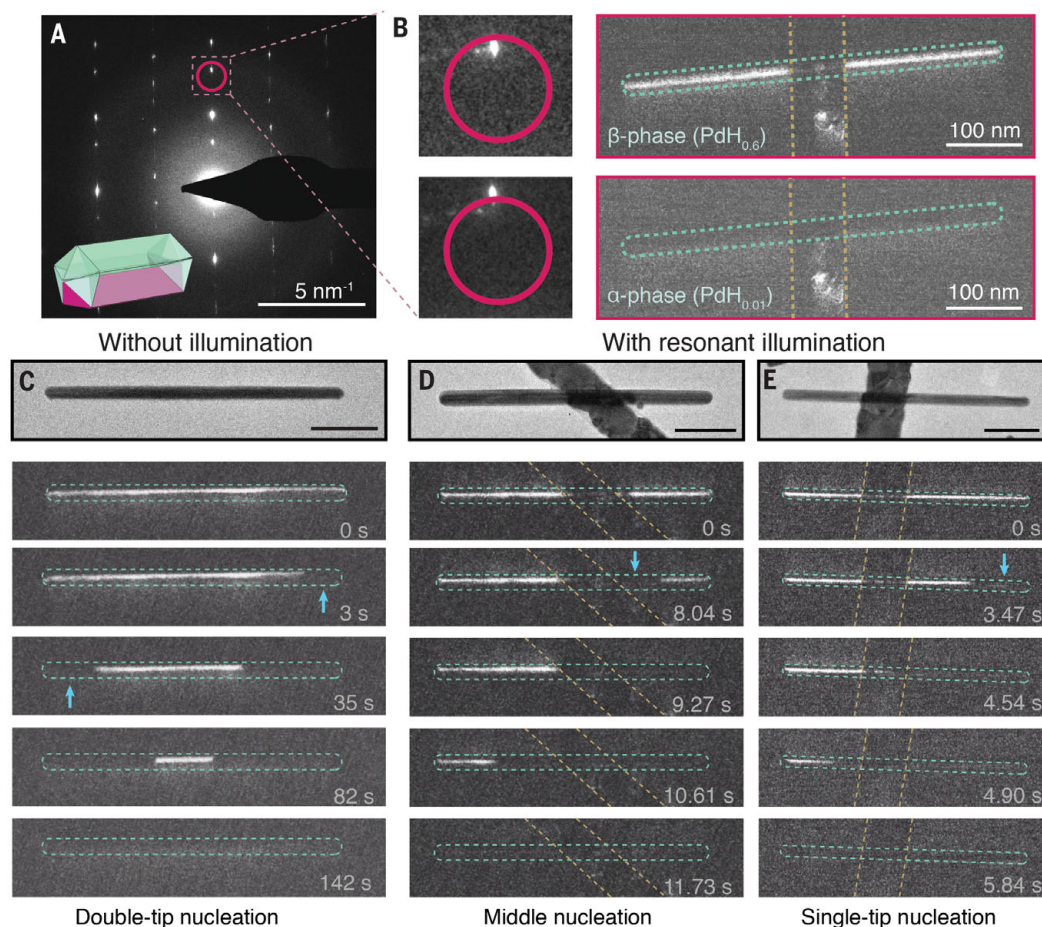 A
5 nm⁻¹
B
β-phase (PdH₀.₆)
100 nm
α-phase (PdH₀.₀₁)
100 nm
Without illumination
With resonant illumination
C
D
E
0 s
0 s
0 s
3 s
8.04 s
3.47 s
35 s
9.27 s
4.54 s
82 s
10.61 s
4.90 s
142 s
11.73 s
5.84 s
Double-tip nucleation
Middle nucleation
Single-tip nucleation